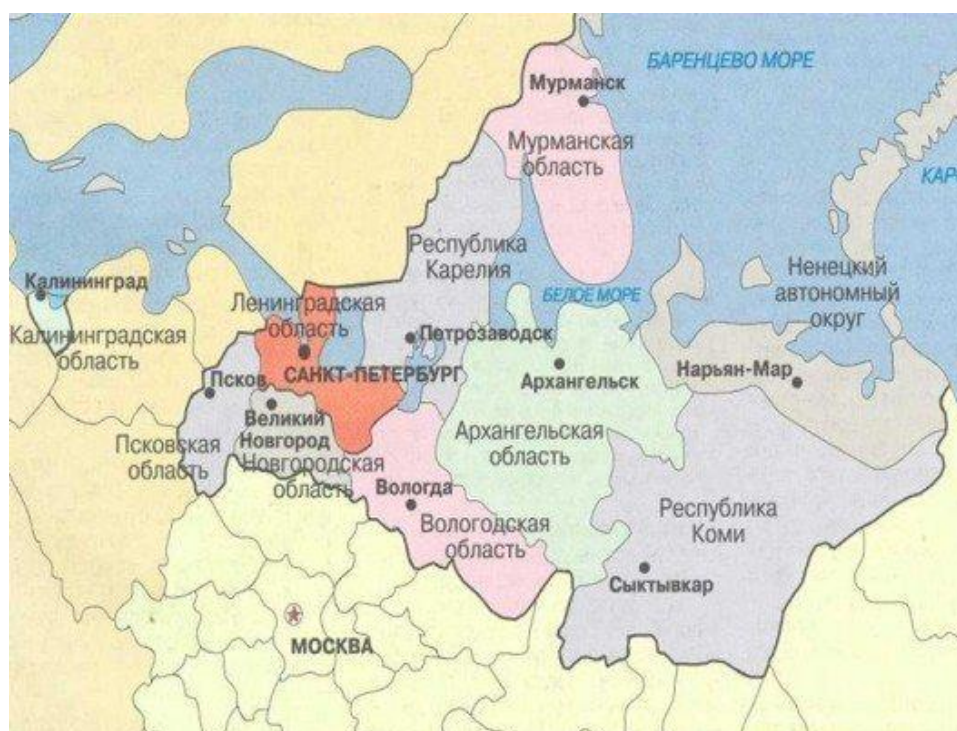 БАРЕНЦЕВО МОРЕ
Мурманск
Мурманская
область
КАР
Республика
Карелия
Ненецкий
автономный
округ
Калининград
БЕЛОЕ МОРЕ
Ленинградская
область
Калининградская
область
Петрозаводск
Псков
САНКТ-ПЕТЕРБУРГ
Архангельск
Нарьян-Мар
Великий
Новгород
Псковская
область
Новгородская
область
Архангельская
область
Вологда
Вологодская
область
Республика
Коми
Сыктывкар
МОСКВА